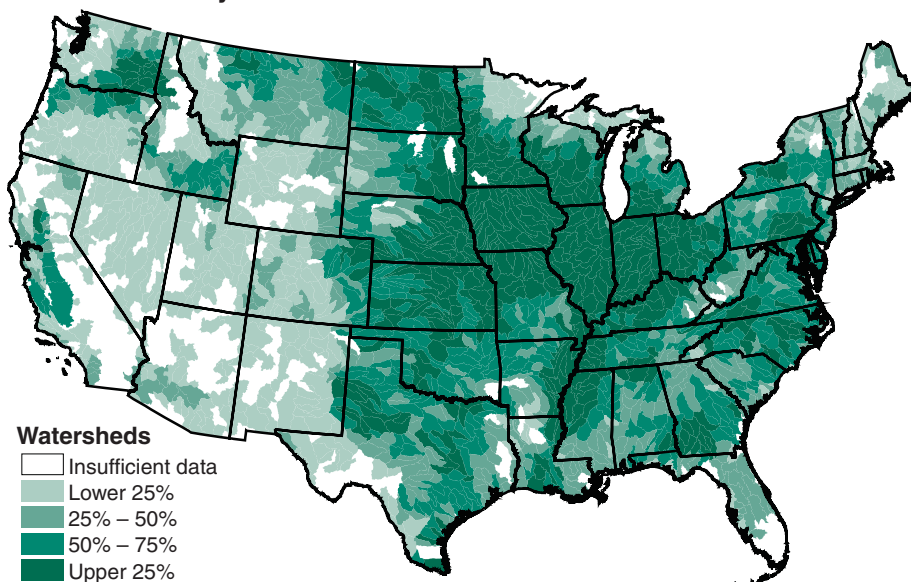 Watersheds
Insufficient data
Lower 25%
25% – 50%
50% – 75%
Upper 25%